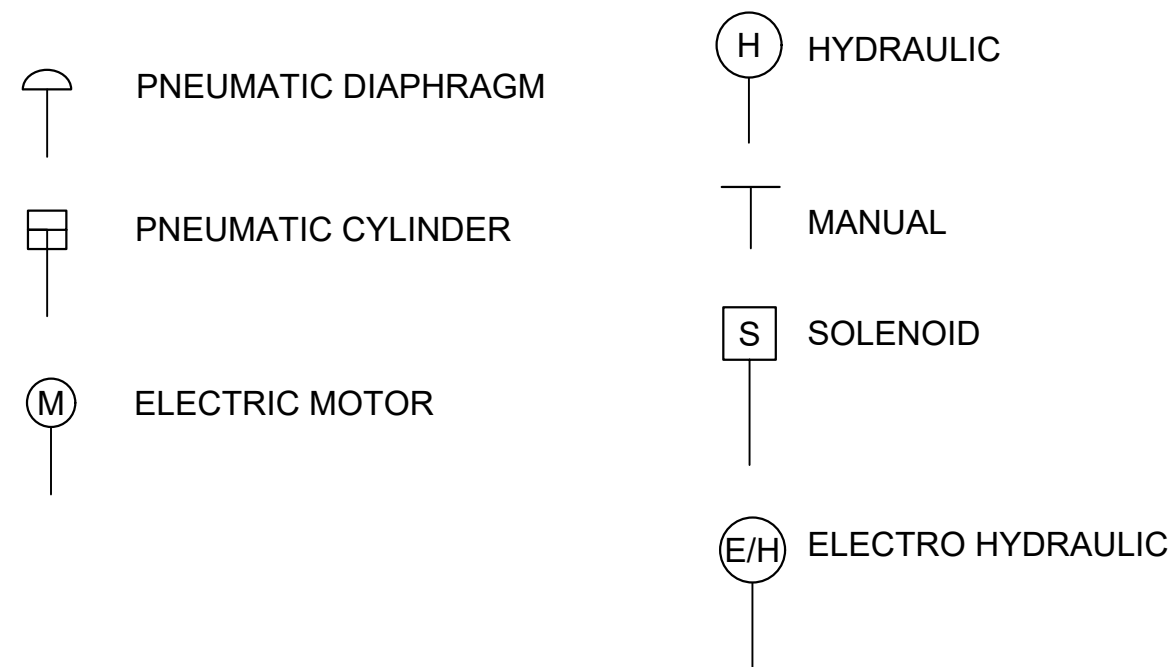 PNEUMATIC DIAPHRAGM
PNEUMATIC CYLINDER
M ELECTRIC MOTOR
H HYDRAULIC
MANUAL
S SOLENOID
E/H ELECTRO HYDRAULIC